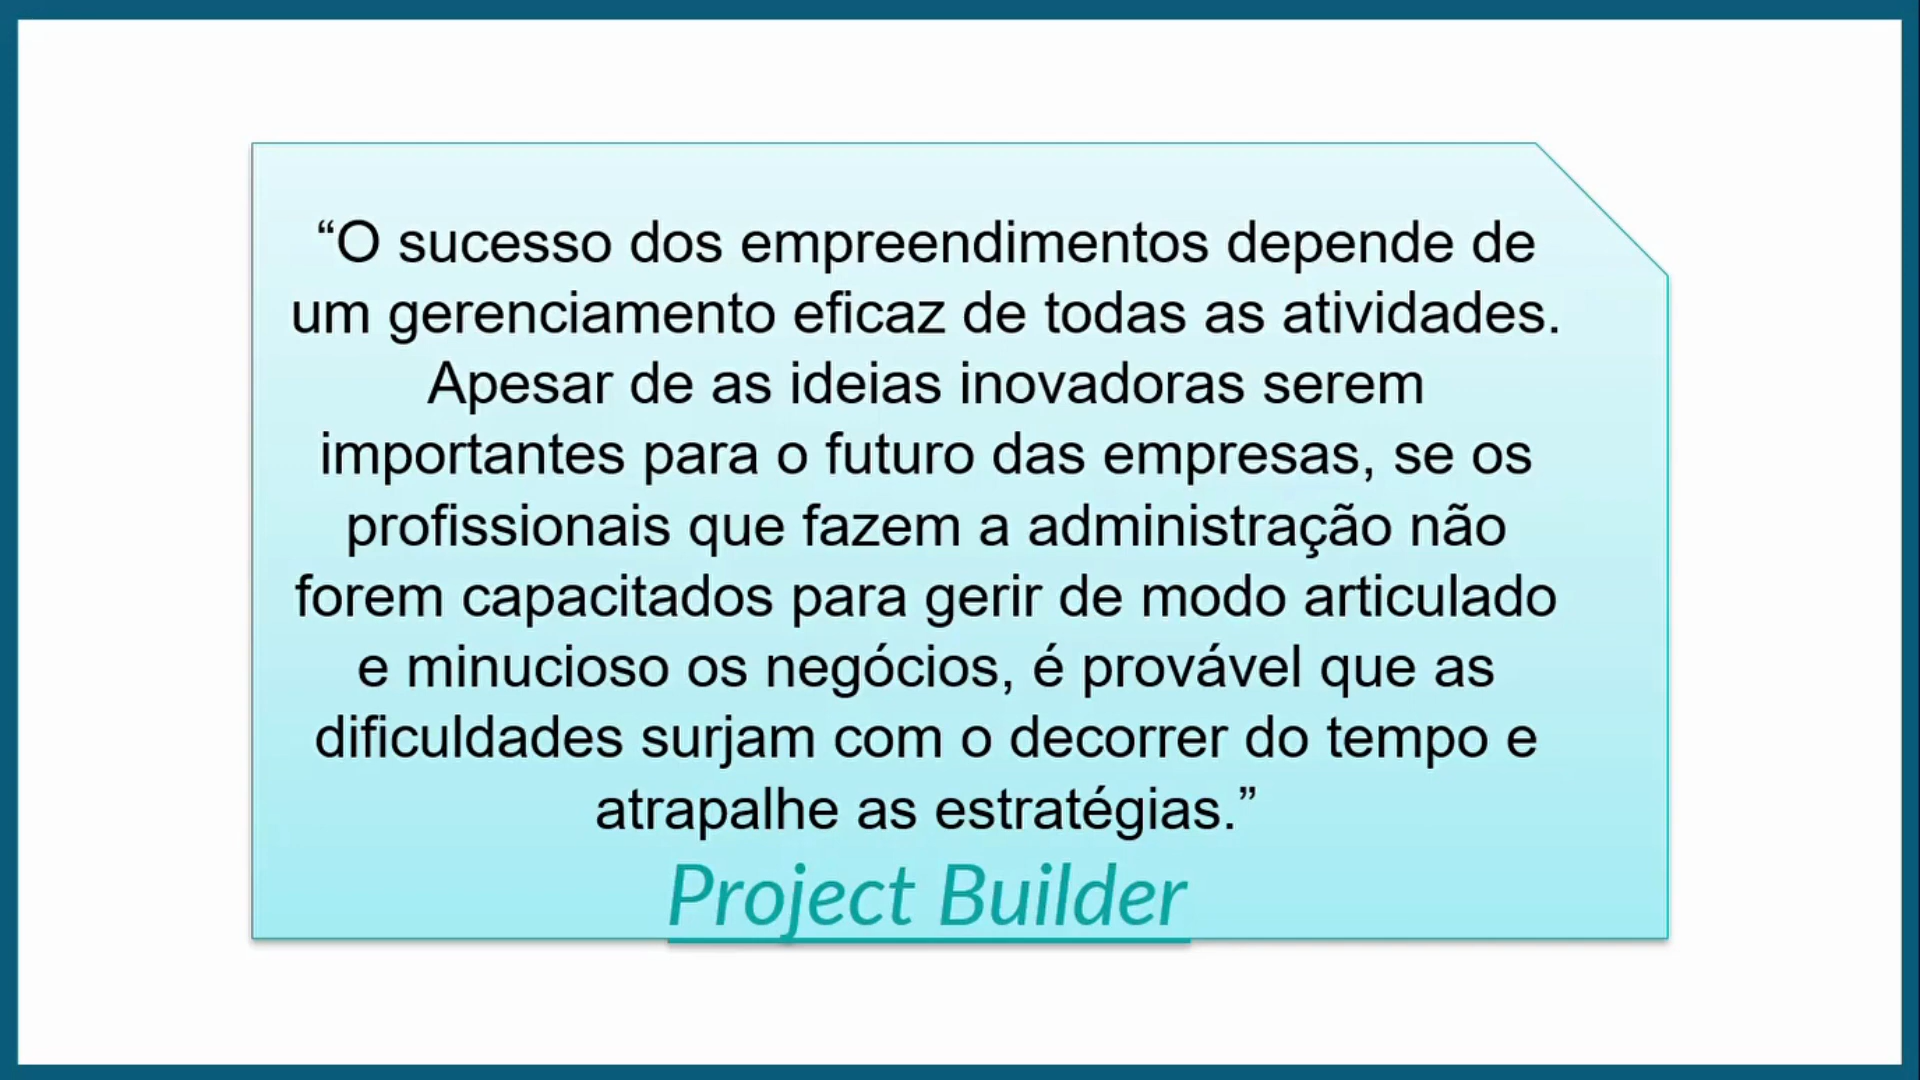 “O sucesso dos empreendimentos depende de
um gerenciamento eficaz de todas as atividades.
Apesar de as ideias inovadoras serem
importantes para o futuro das empresas, se os
profissionais que fazem a administração não
forem capacitados para gerir de modo articulado
e minucioso os negócios, é provável que as
dificuldades surjam com o decorrer do tempo e
atrapalhe as estratégias.”
Project Builder